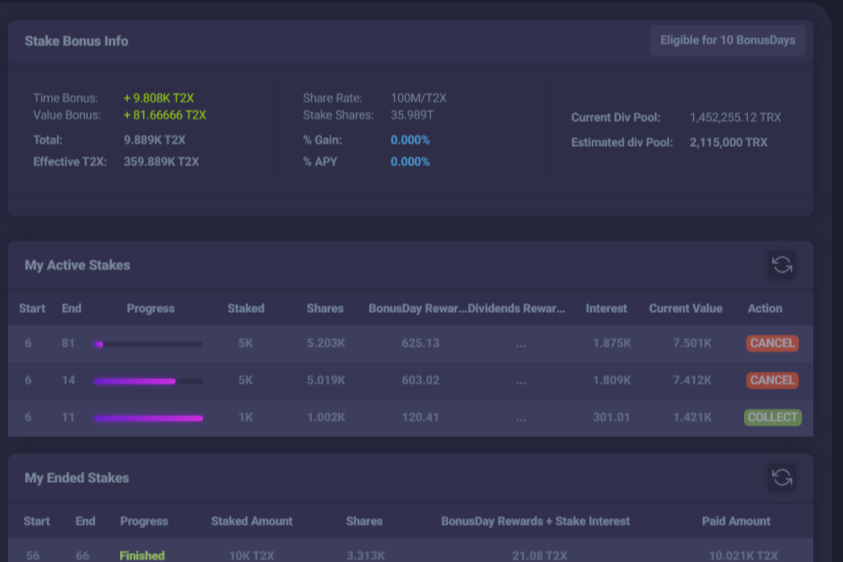 Stake Bonus Info
Eligible for 10 BonusDays
Time Bonus: + 9.808K T2X
Value Bonus: + 81.66666 T2X
Total: 9.889K T2X
Effective T2X: 359.889K T2X
Share Rate: 100M/T2X
Stake Shares: 35.989T
% Gain: 0.000%
% APY 0.000%
Current Div Pool: 1,452,255.12 TRX
Estimated div Pool: 2,115,000 TRX
My Active Stakes
Start End Progress Staked Shares BonusDay Rewar... Dividends Rewar... Interest Current Value Action
6 81 5K 5.203K 625.13 ... 1.875K 7.501K CANCEL
6 14 5K 5.019K 603.02 ... 1.809K 7.412K CANCEL
6 11 1K 1.002K 120.41 ... 301.01 1.421K COLLECT
My Ended Stakes
Start End Progress Staked Amount Shares BonusDay Rewards + Stake Interest Paid Amount
56 66 Finished 10K T2X 3.313K 21.08 T2X 10.021K T2X